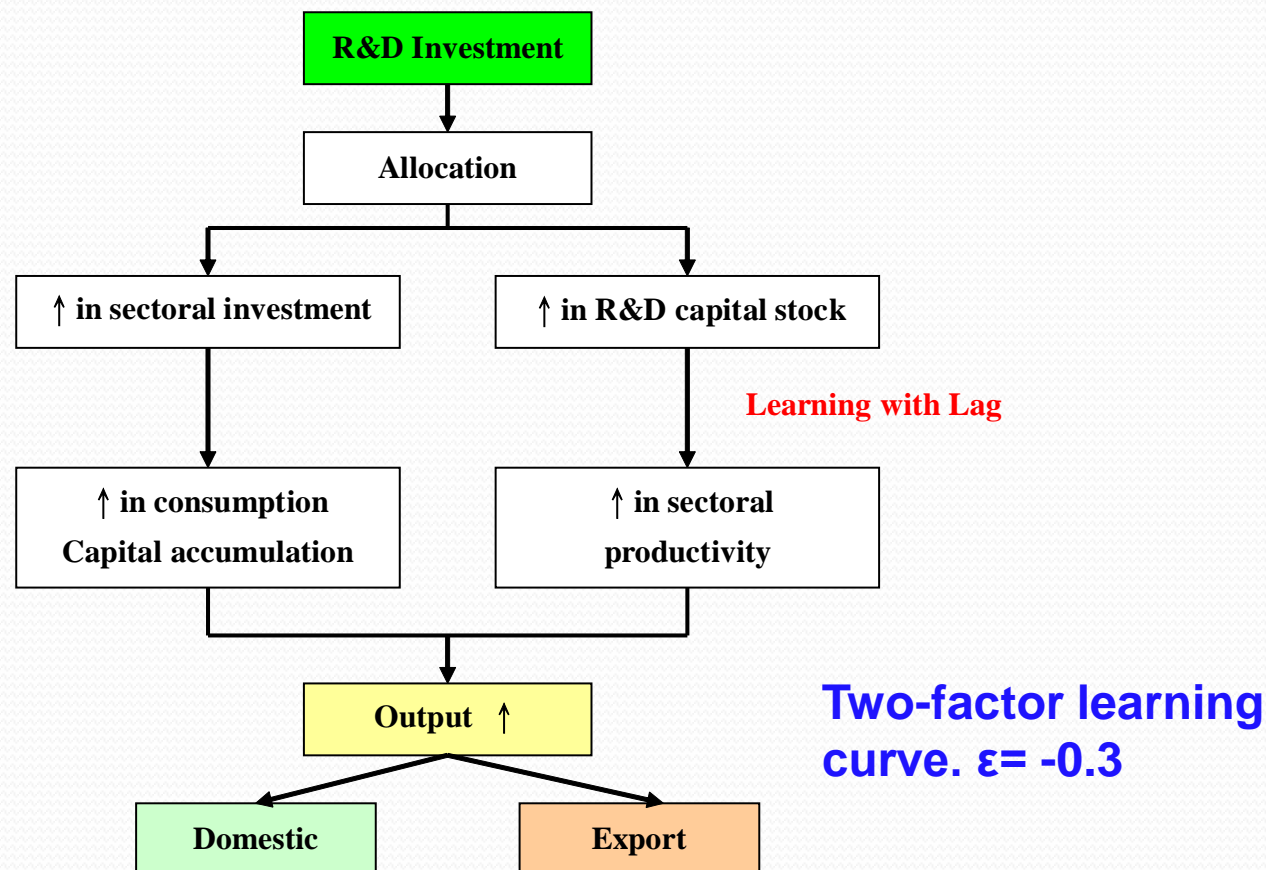 R&D Investment
Allocation
↑ in sectoral investment
↑ in R&D capital stock
Learning with Lag
↑ in consumption
Capital accumulation
↑ in sectoral
productivity
Output ↑
Two-factor learning
curve. ε= -0.3
Domestic
Export